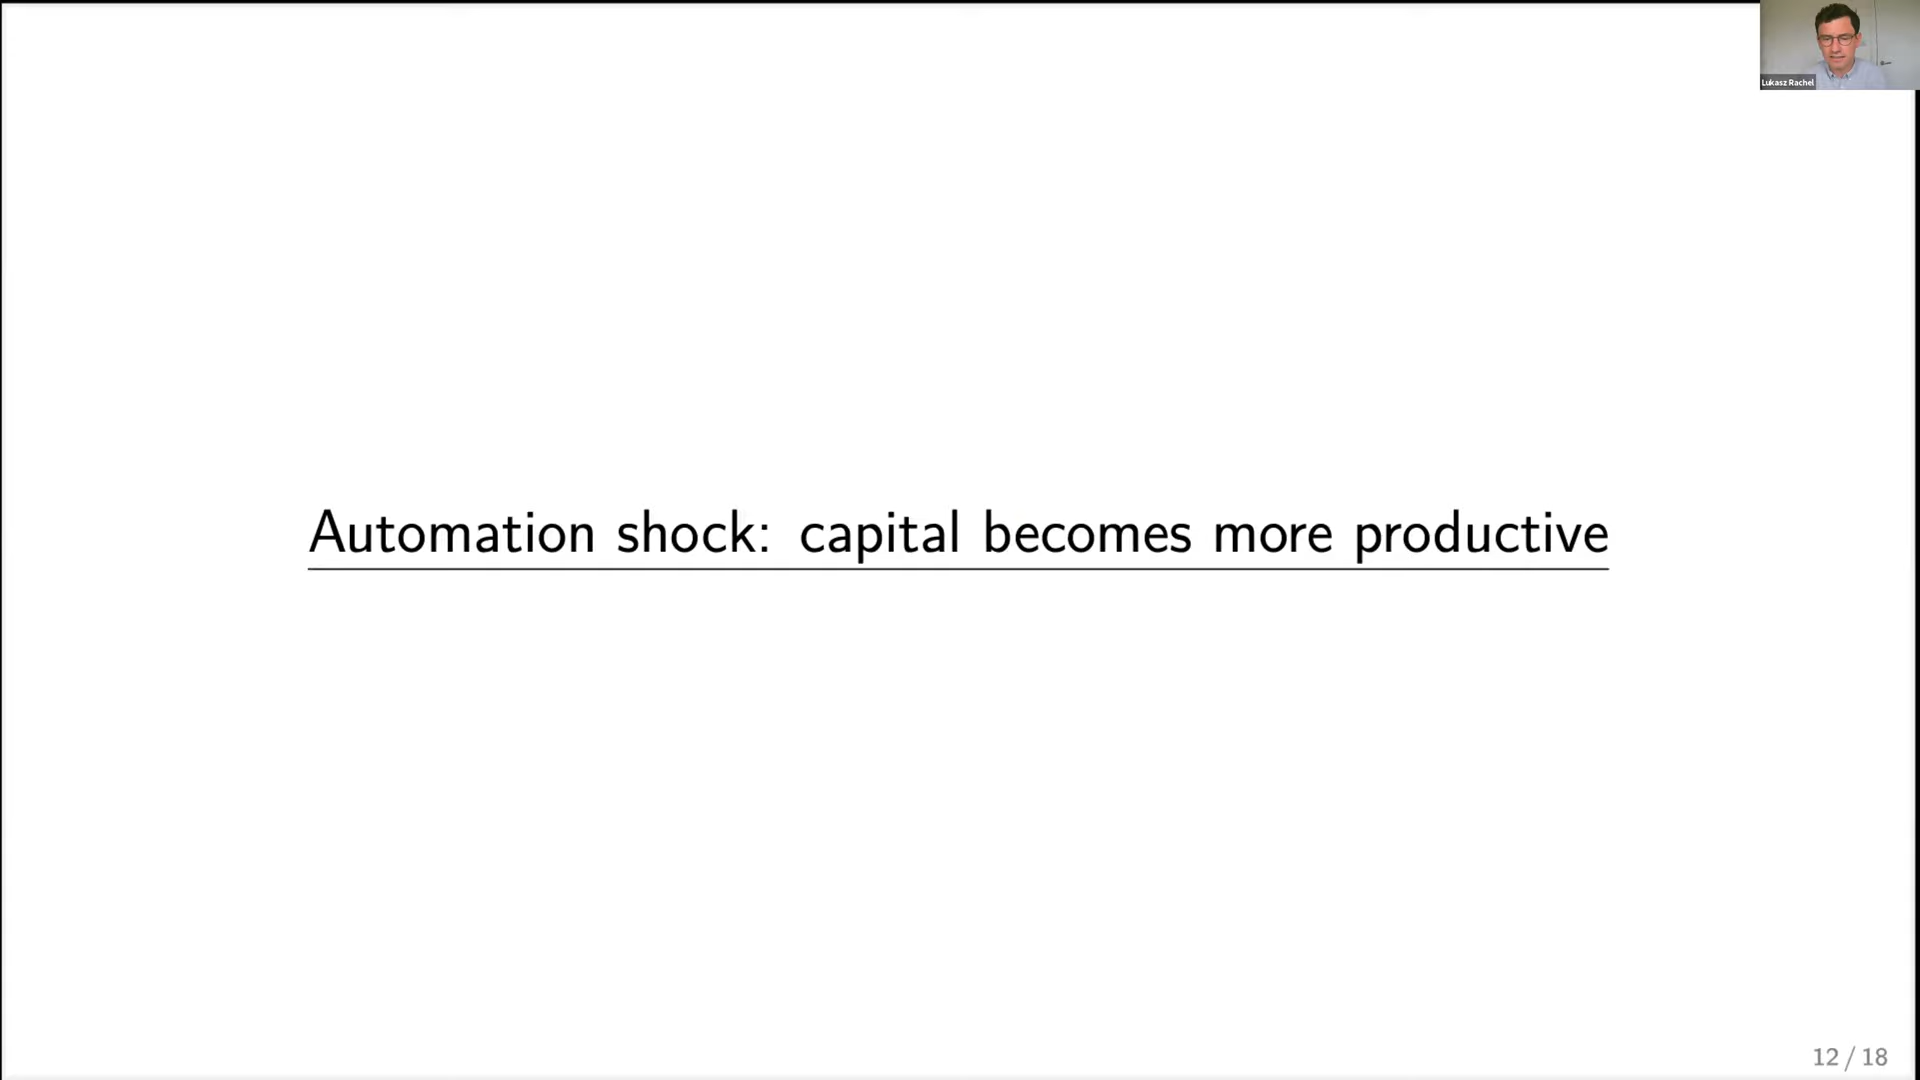 Lukasz Rachel
Automation shock: capital becomes more productive
12 / 18